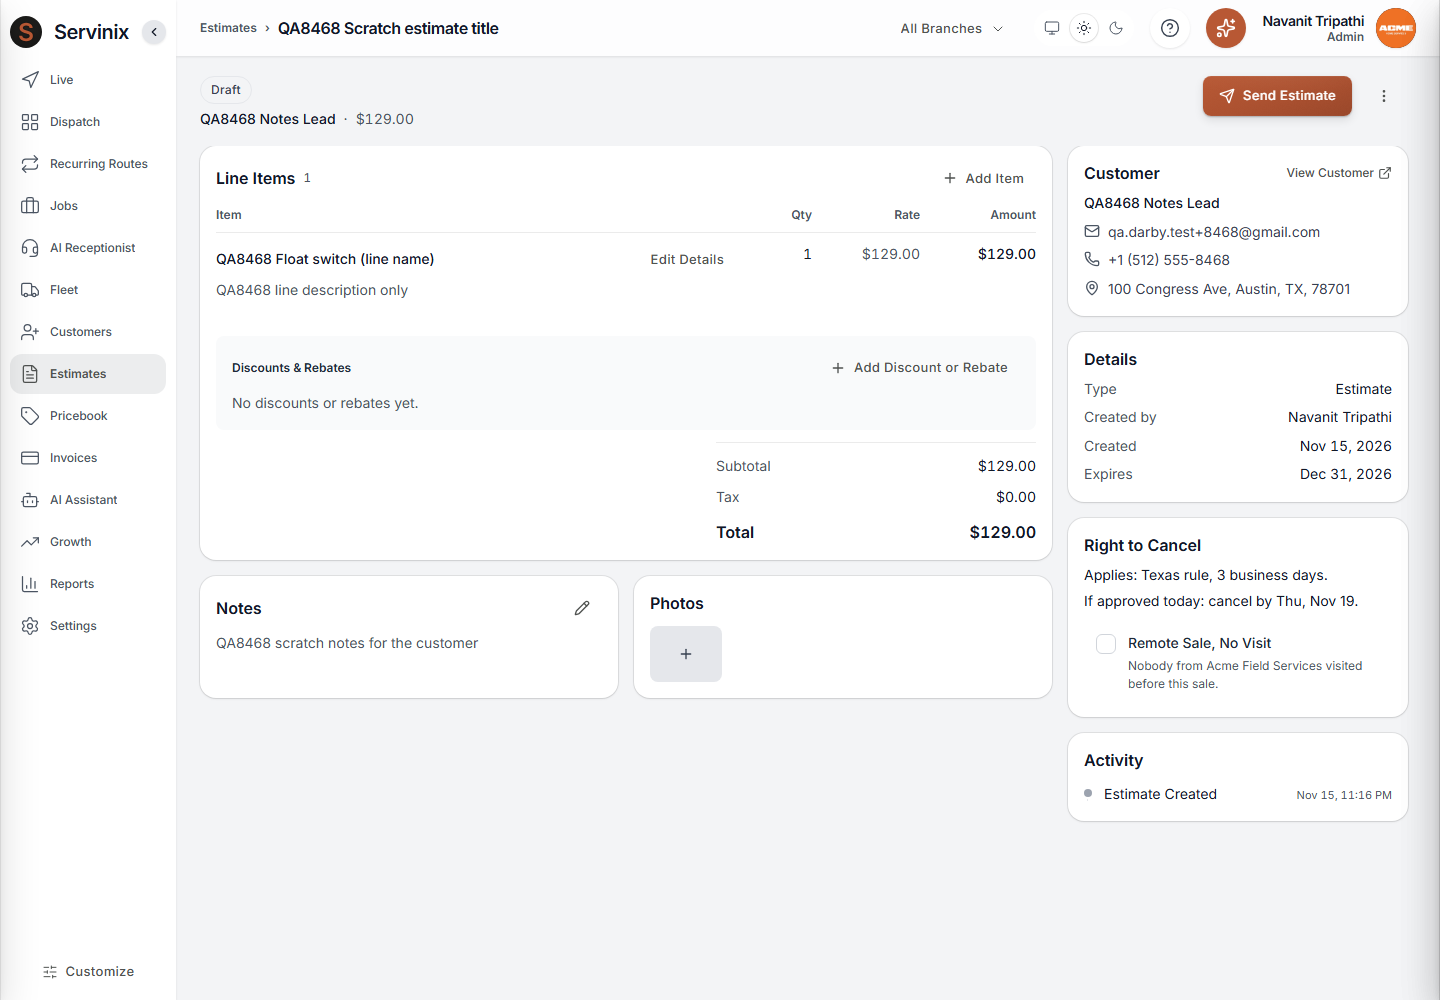 Servinix
Live
Dispatch
Recurring Routes
Jobs
AI Receptionist
Fleet
Customers
Estimates
Pricebook
Invoices
AI Assistant
Growth
Reports
Settings
Customize
Estimates › QA8468 Scratch estimate title
All Branches
Navanit Tripathi
Admin
ACME
Draft
QA8468 Notes Lead · $129.00
Send Estimate
Line Items 1
+ Add Item
Item Qty Rate Amount
QA8468 Float switch (line name) Edit Details 1 $129.00 $129.00
QA8468 line description only
Discounts & Rebates + Add Discount or Rebate
No discounts or rebates yet.
Subtotal $129.00
Tax $0.00
Total $129.00
Notes
QA8468 scratch notes for the customer
Photos
+
Customer View Customer
QA8468 Notes Lead
qa.darby.test+8468@gmail.com
+1 (512) 555-8468
100 Congress Ave, Austin, TX, 78701
Details
Type Estimate
Created by Navanit Tripathi
Created Nov 15, 2026
Expires Dec 31, 2026
Right to Cancel
Applies: Texas rule, 3 business days.
If approved today: cancel by Thu, Nov 19.
Remote Sale, No Visit
Nobody from Acme Field Services visited
before this sale.
Activity
Estimate Created Nov 15, 11:16 PM